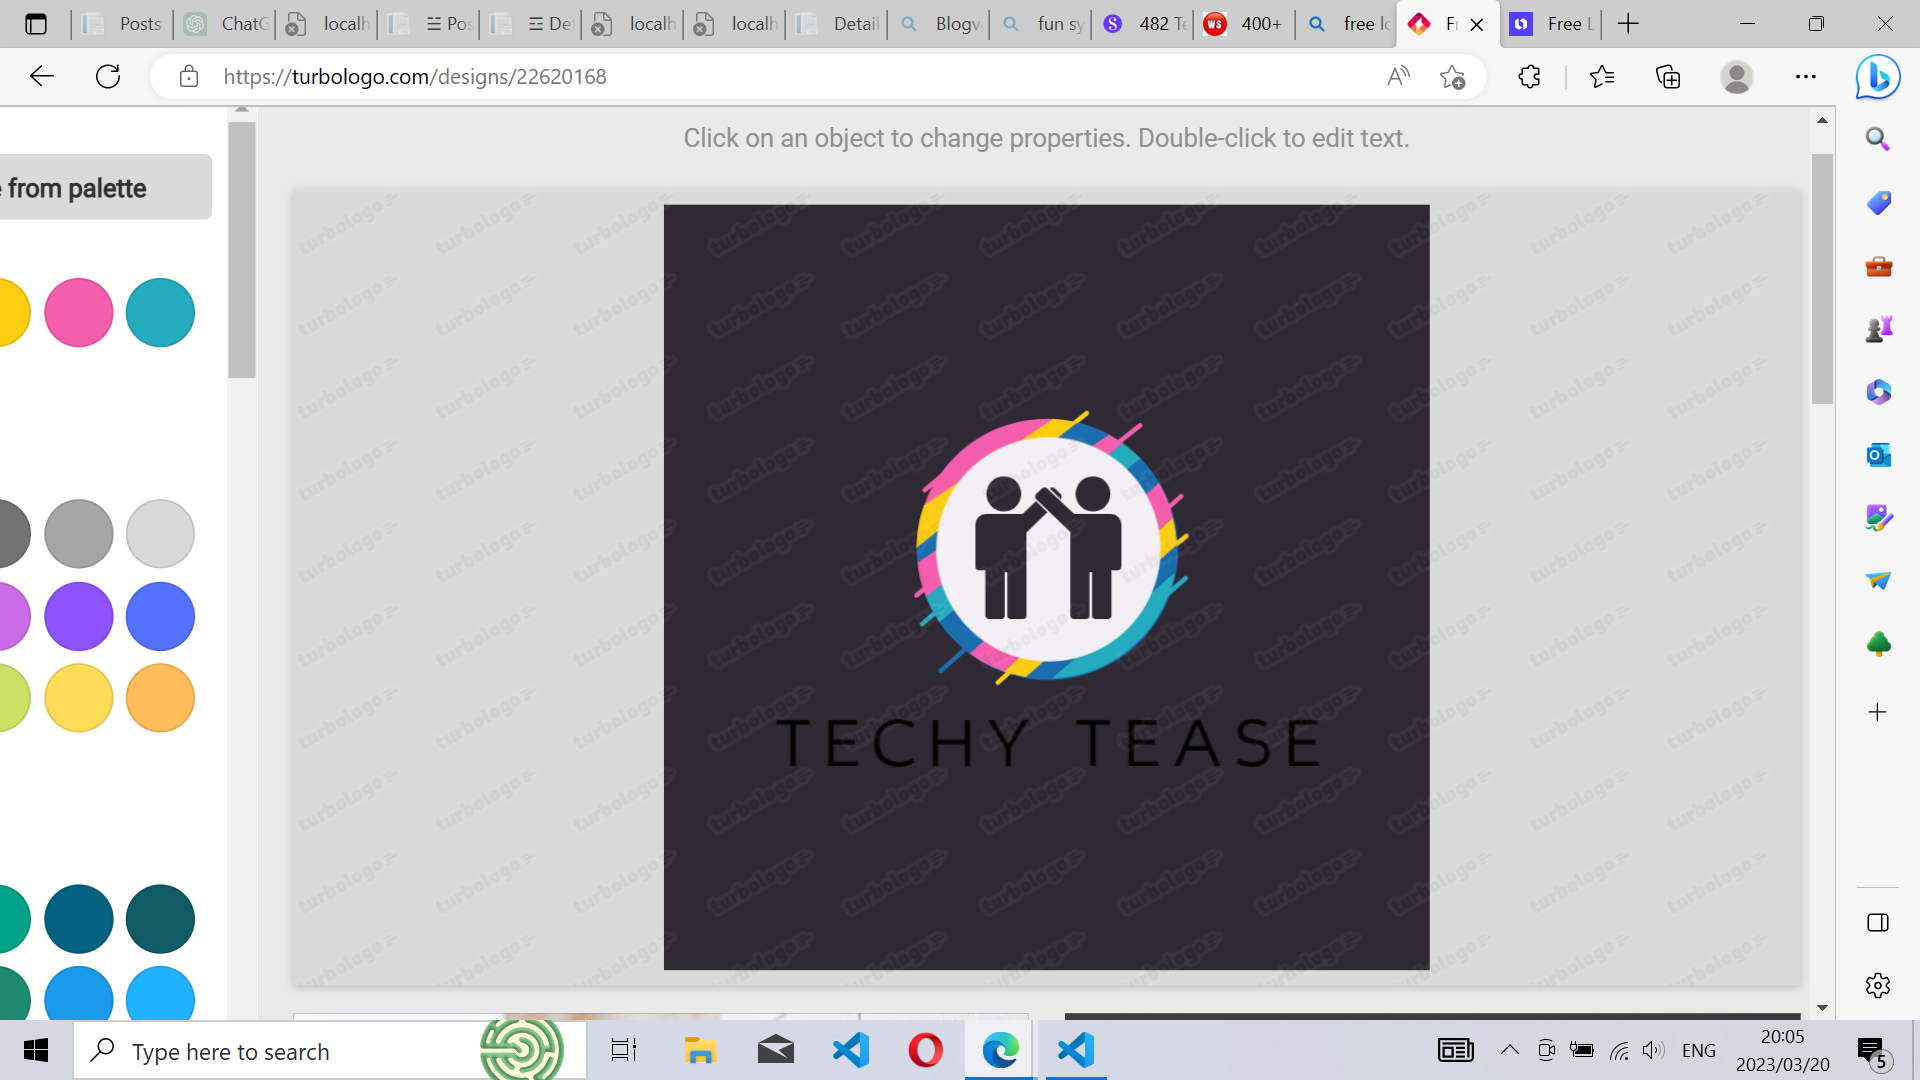 Posts
ChatG
localh
Pos
De
localh
localh
Detail
Blogv
fun sy
482 Te
400+
free lo
Fr
Free L
https://turbologo.com/designs/22620168
Click on an object to change properties. Double-click to edit text.
from palette
turbologo
TECHY TEASE
Type here to search
ENG
20:05
2023/03/20
5